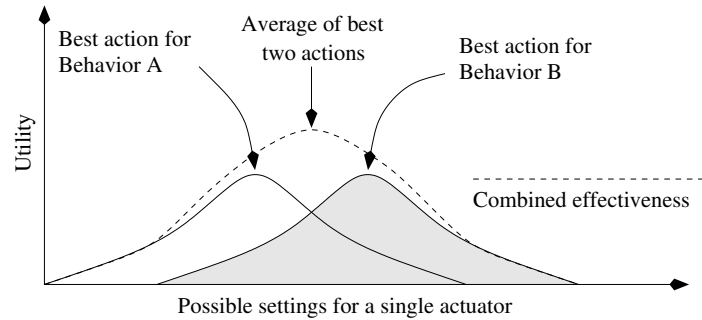 Average of best
two actions
Best action for
Behavior A
Best action for
Behavior B
Utility
Combined effectiveness
Possible settings for a single actuator